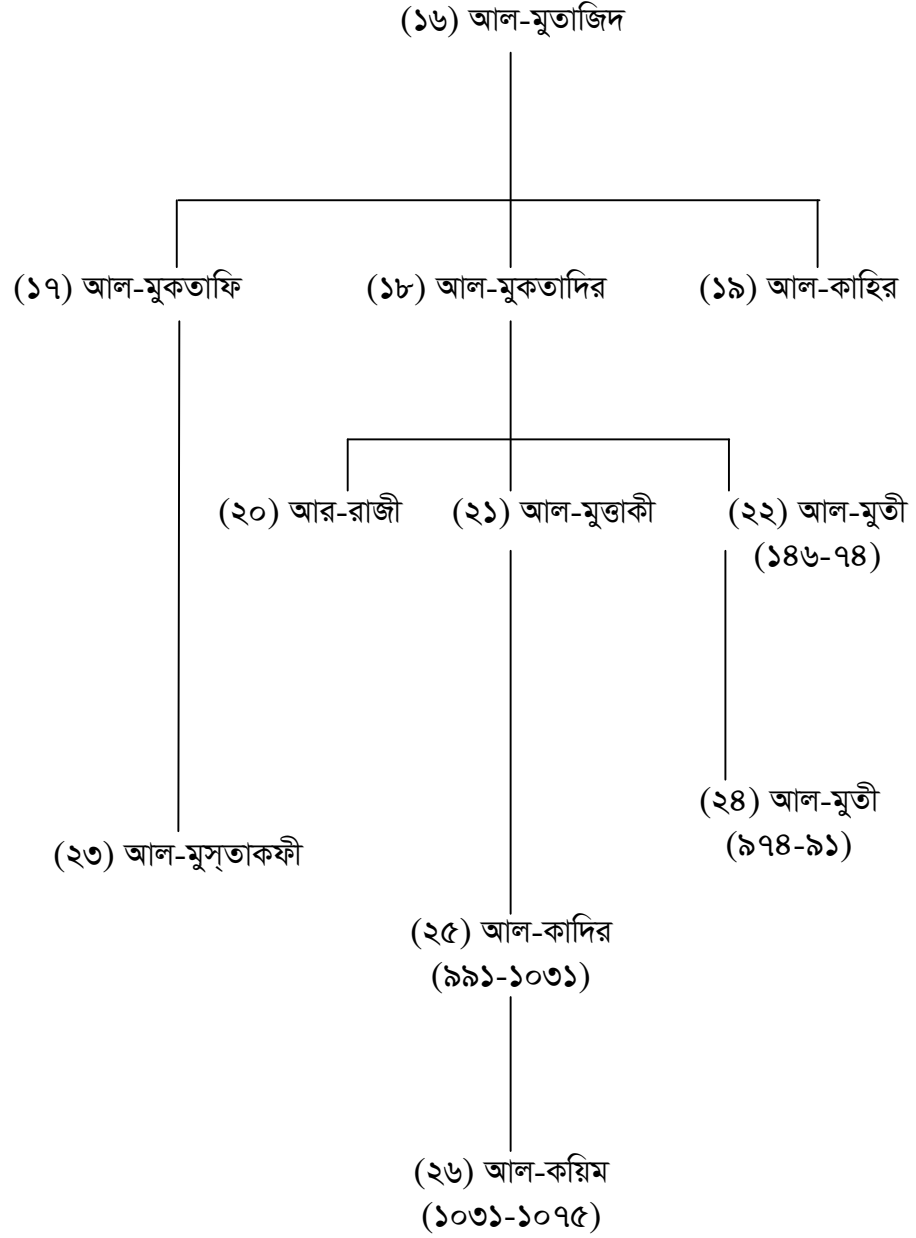 (১৬) আল-মুতাজিদ
(১৭) আল-মুকতাফি (১৮) আল-মুকতাদির (১৯) আল-কাহির
(২০) আর-রাজী (২১) আল-মুত্তাকী (২২) আল-মুতী
(১৪৬-৭৪)
(২৪) আল-মুতী
(৯৭৪-৯১)
(২৩) আল-মুস্‌তাকফী
(২৫) আল-কাদির
(৯৯১-১০৩১)
(২৬) আল-কয়িম
(১০৩১-১০৭৫)